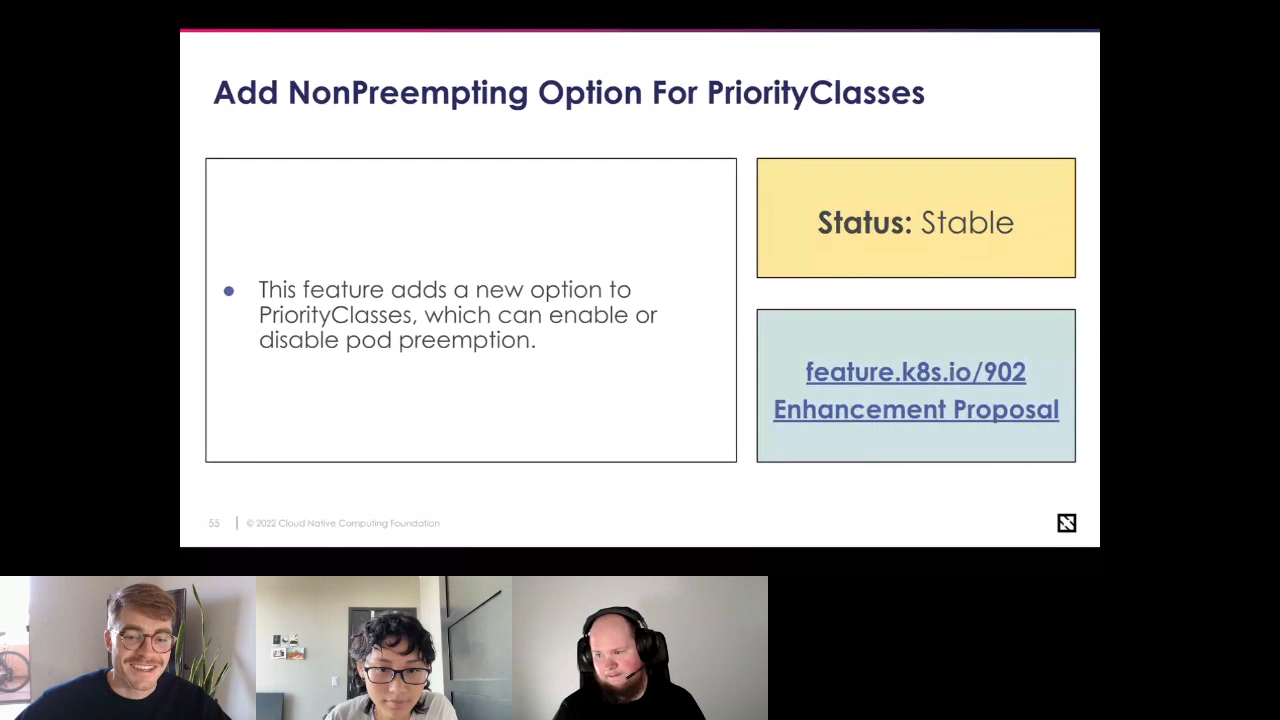 Add NonPreempting Option For PriorityClasses
● This feature adds a new option to
PriorityClasses, which can enable or
disable pod preemption.
Status: Stable
feature.k8s.io/902
Enhancement Proposal
55
© 2022 Cloud Native Computing Foundation